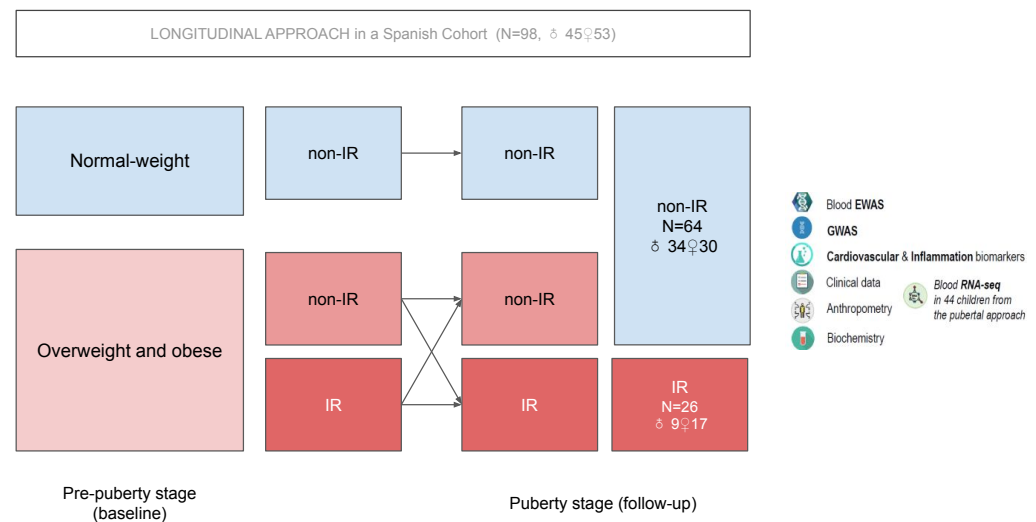 LONGITUDINAL APPROACH in a Spanish Cohort (N=98, ♂ 45♀53)
Normal-weight
non-IR
non-IR
non-IR
N=64
♂ 34♀30
Overweight and obese
non-IR
non-IR
IR
IR
IR
N=26
♂ 9♀17
Blood EWAS
GWAS
Cardiovascular & Inflammation biomarkers
Clinical data
Anthropometry
Biochemistry
Blood RNA-seq
in 44 children from
the pubertal approach
Pre-puberty stage
(baseline)
Puberty stage (follow-up)